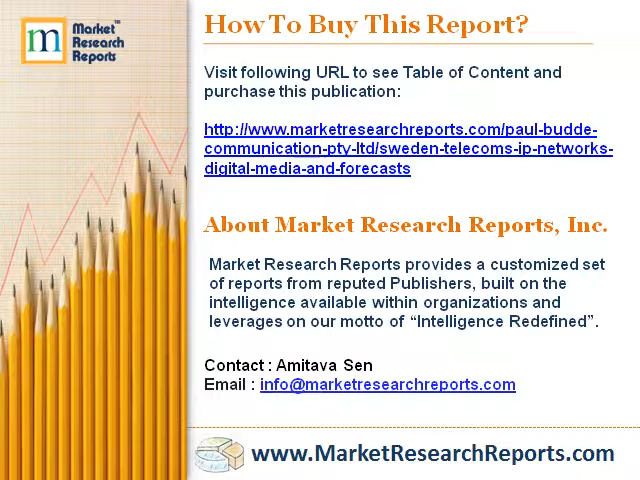 m
Market™
Research
Reports
How To Buy This Report?
Visit following URL to see Table of Content and
purchase this publication:
http://www.marketresearchreports.com/paul-budde-
communication-pty-ltd/sweden-telecoms-ip-networks-
digital-media-and-forecasts
About Market Research Reports, Inc.
Market Research Reports provides a customized set
of reports from reputed Publishers, built on the
intelligence available within organizations and
leverages on our motto of “Intelligence Redefined”.
Contact : Amitava Sen
Email : info@marketresearchreports.com
www.MarketResearchReports.com